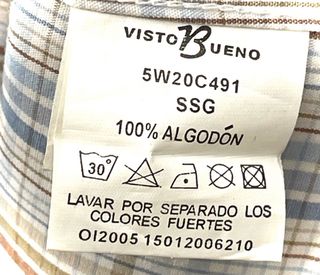 VISTO BUENO
5W20C491
SSG
100% ALGODÓN
30°
LAVAR POR SEPARADO LOS
COLORES FUERTES
OI2005 15012006210